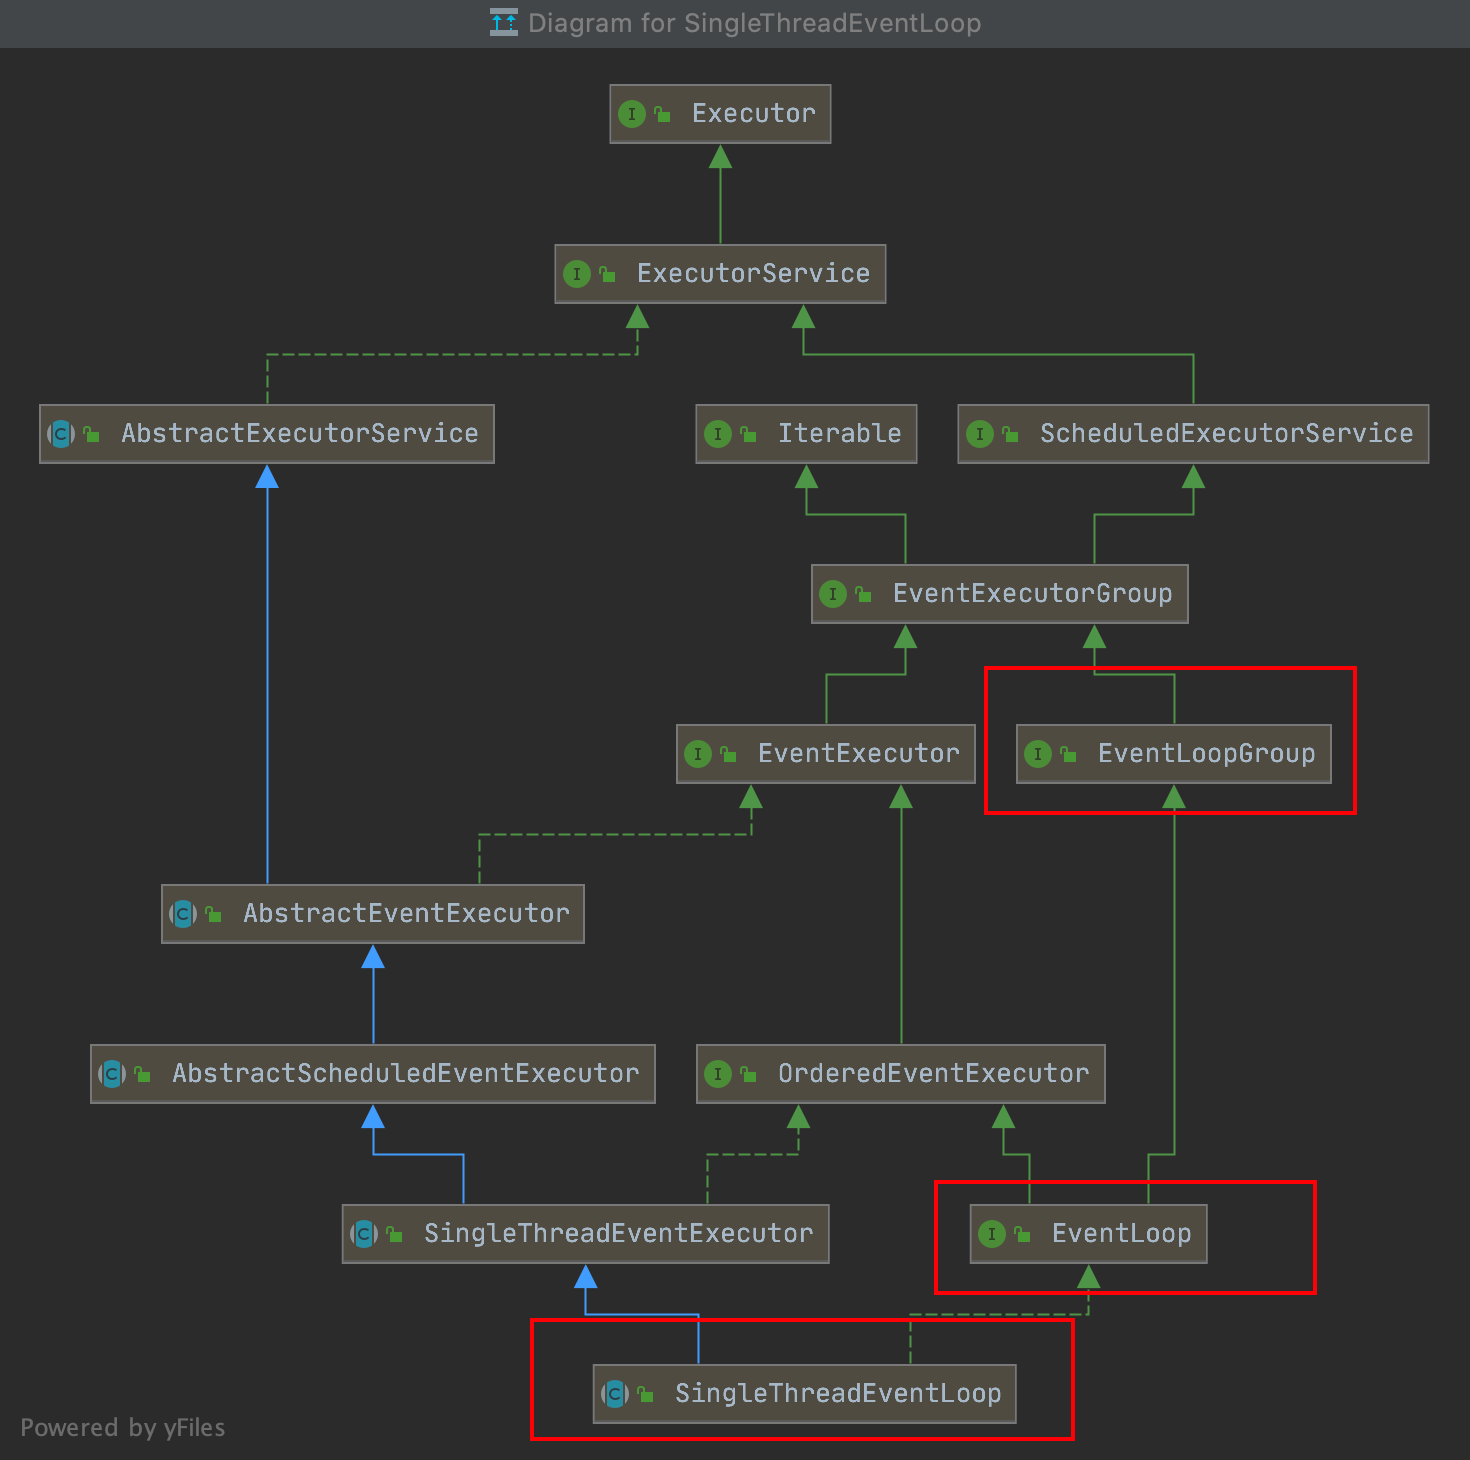 Diagram for SingleThreadEventLoop
I Executor
I ExecutorService
C AbstractExecutorService
I Iterable
I ScheduledExecutorService
I EventExecutorGroup
I EventExecutor
I EventLoopGroup
C AbstractEventExecutor
C AbstractScheduledEventExecutor
I OrderedEventExecutor
C SingleThreadEventExecutor
I EventLoop
C SingleThreadEventLoop
Powered by yFiles